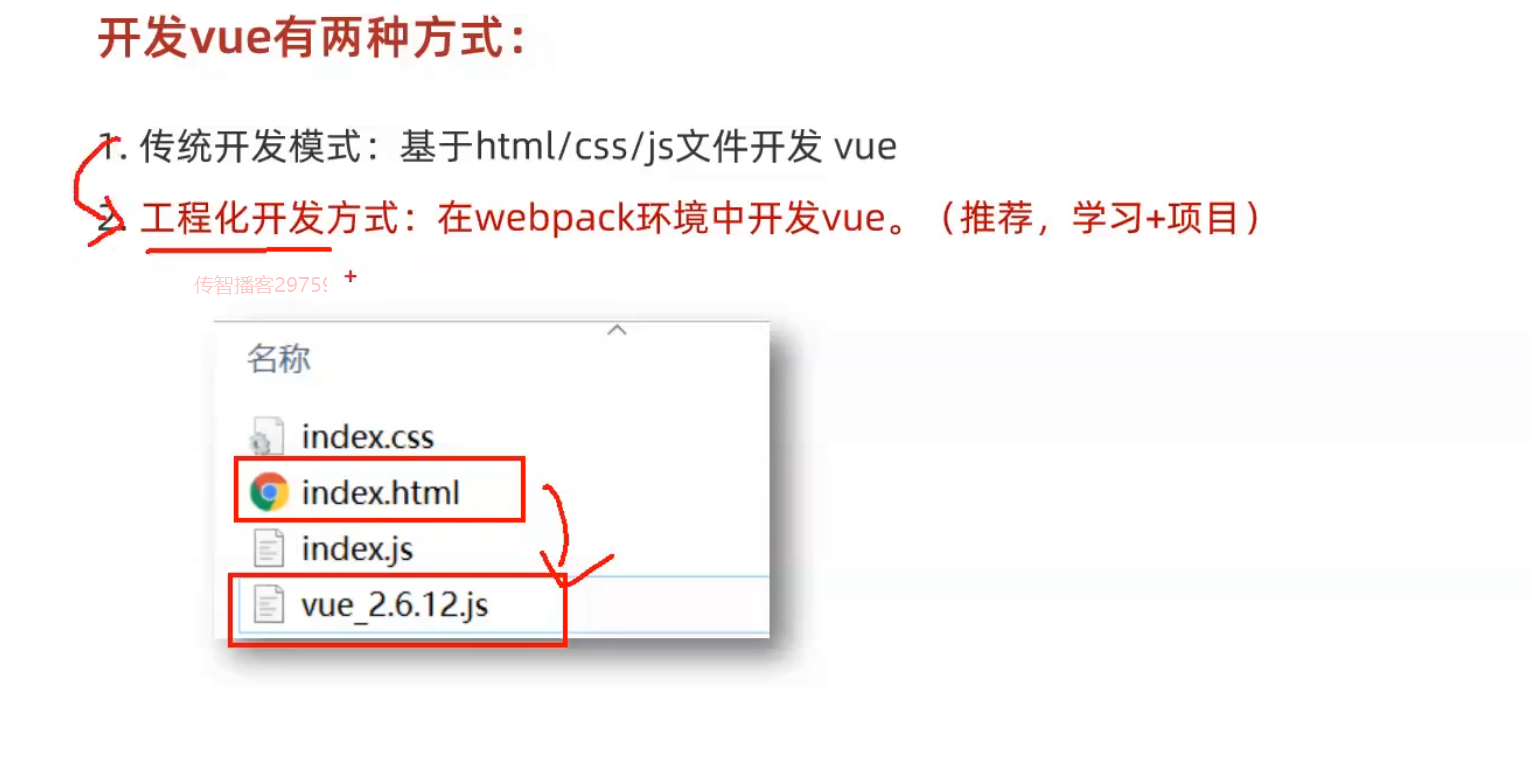 开发vue有两种方式：
1. 传统开发模式：基于html/css/js文件开发 vue
2. 工程化开发方式：在webpack环境中开发vue。（推荐，学习+项目）
传智播客2975
名称
index.css
index.html
index.js
vue_2.6.12.js